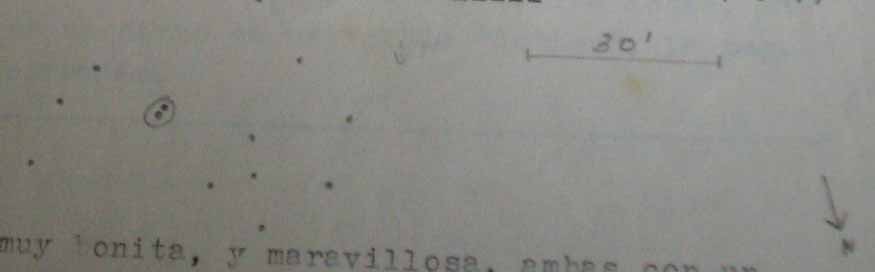 30'
N
muy bonita, y maravillosa, ambas con un